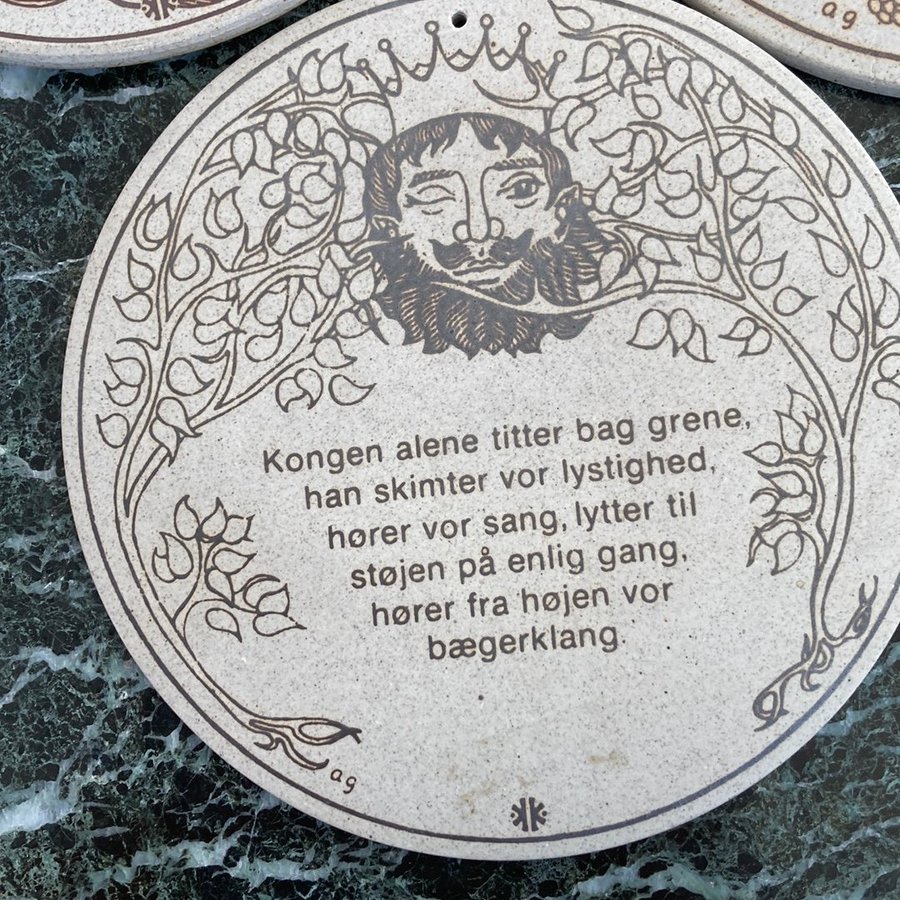 ag
Kongen alene titter bag grene,
han skimter vor lystighed,
hører vor sang, lytter til
støjen på enlig gang,
hører fra højen vor
bægerklang.
ag